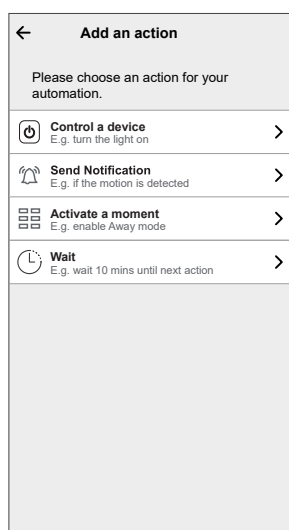 Add an action
Please choose an action for your
automation.
Control a device
E.g. turn the light on
Send Notification
E.g. if the motion is detected
Activate a moment
E.g. enable Away mode
Wait
E.g. wait 10 mins until next action